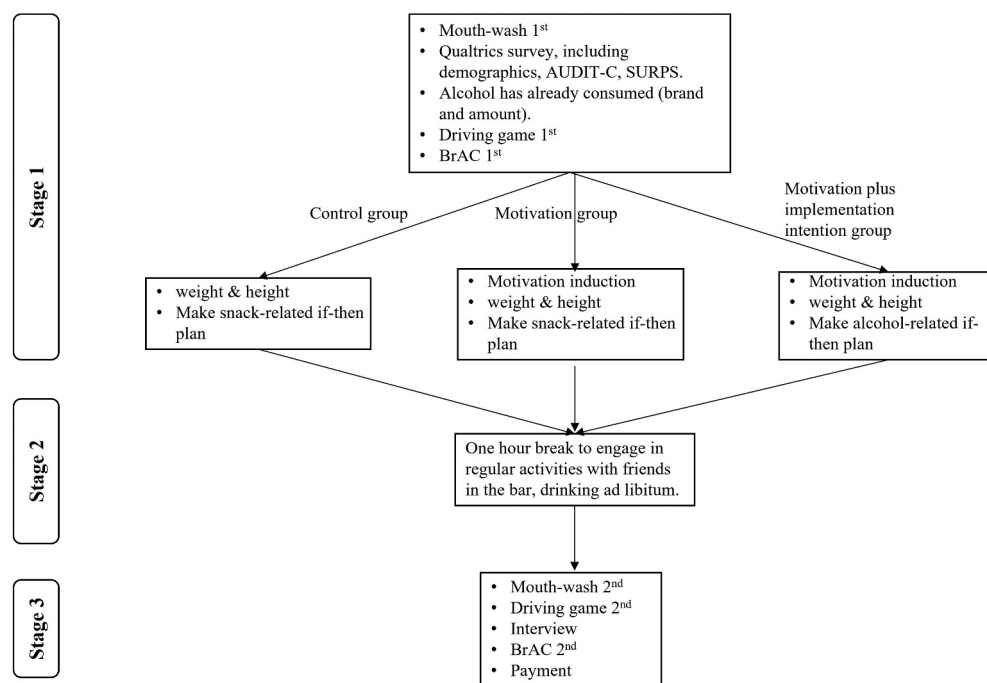 Stage 1
• Mouth-wash 1st
• Qualtrics survey, including
demographics, AUDIT-C, SURPS.
• Alcohol has already consumed (brand
and amount).
• Driving game 1st
• BrAC 1st
Control group
Motivation group
Motivation plus
implementation
intention group
• weight & height
• Make snack-related if-then
plan
• Motivation induction
• weight & height
• Make snack-related if-then
plan
• Motivation induction
• weight & height
• Make alcohol-related if-
then plan
Stage 2
One hour break to engage in
regular activities with friends
in the bar, drinking ad libitum.
Stage 3
• Mouth-wash 2nd
• Driving game 2nd
• Interview
• BrAC 2nd
• Payment